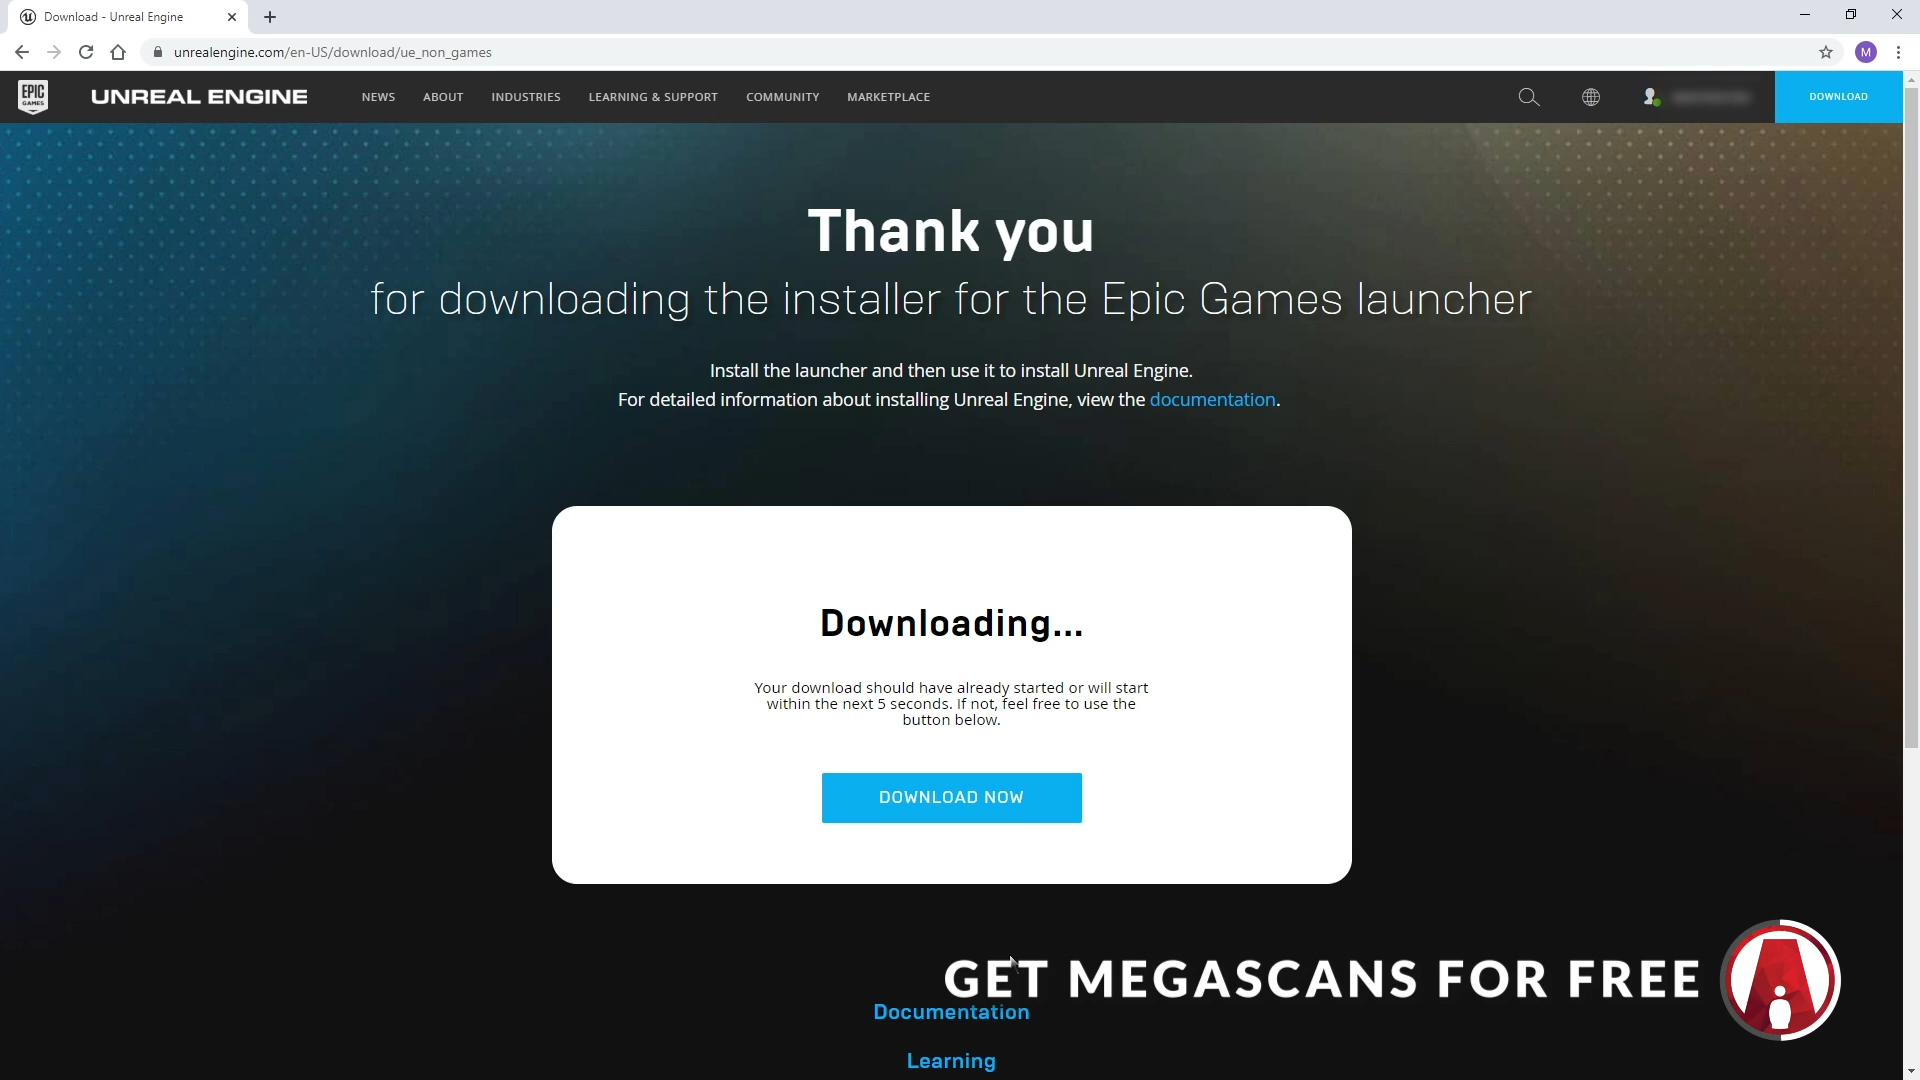 Download - Unreal Engine
unrealengine.com/en-US/download/ue_non_games
M
EPIC
GAMES
UNREAL ENGINE
NEWS
ABOUT
INDUSTRIES
LEARNING & SUPPORT
COMMUNITY
MARKETPLACE
DOWNLOAD
Thank you
for downloading the installer for the Epic Games launcher
Install the launcher and then use it to install Unreal Engine.
For detailed information about installing Unreal Engine, view the documentation.
Downloading...
Your download should have already started or will start
within the next 5 seconds. If not, feel free to use the
button below.
DOWNLOAD NOW
GET MEGASCANS FOR FREE
Documentation
Learning